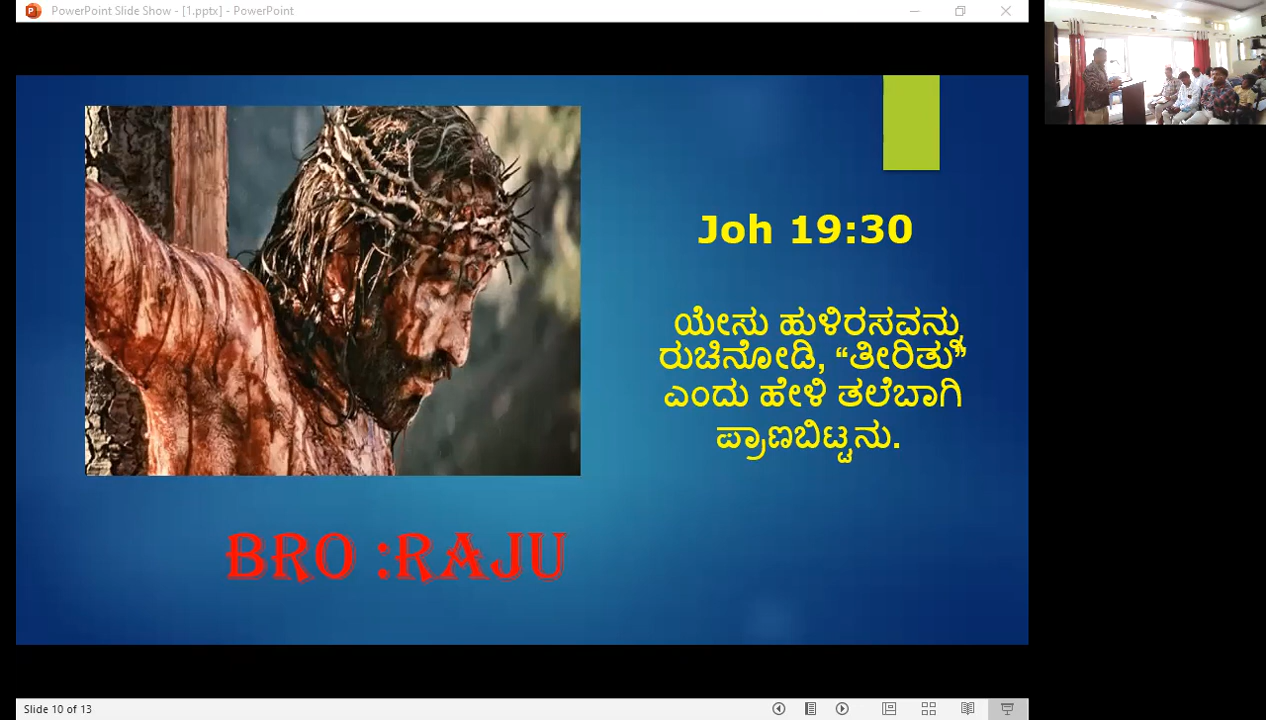 PowerPoint Slide Show - [1.pptx] - PowerPoint
Joh 19:30
ಯೇಸು ಹುಳಿರಸವನ್ನು
ರುಚಿನೋಡಿ, “ತೀರಿತು”
ಎಂದು ಹೇಳಿ ತಲೆಬಾಗಿ
ಪ್ರಾಣಬಿಟ್ಟನು.
BRO :RAJU
Slide 10 of 13